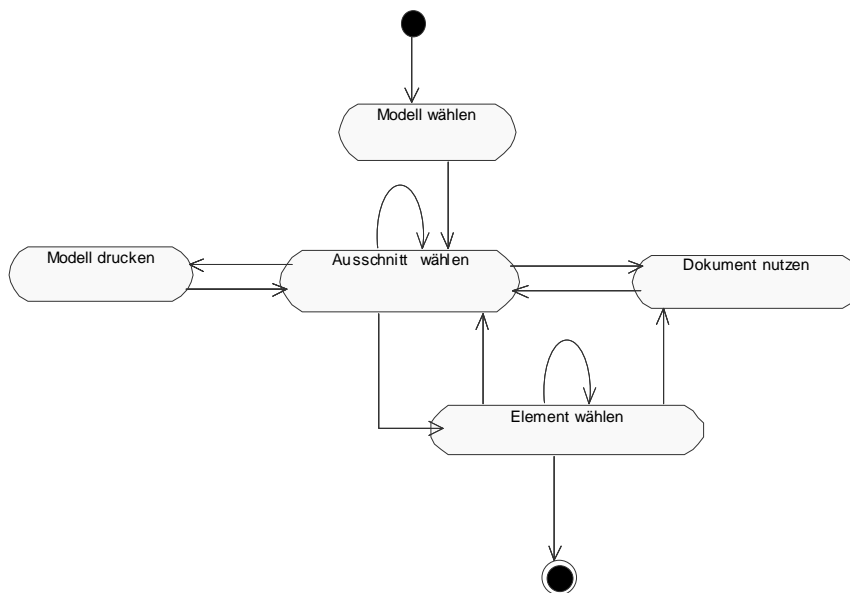 Modell wählen
Modell drucken
Ausschnitt wählen
Dokument nutzen
Element wählen